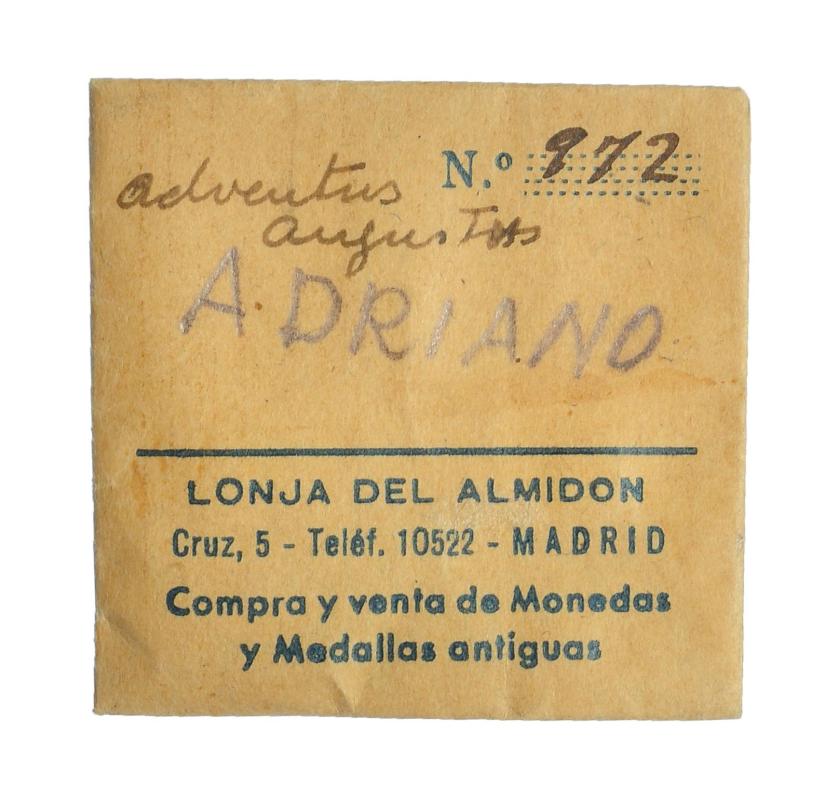 N.º 972
adventus
augustus
ADRIANO
LONJA DEL ALMIDON
Cruz, 5 - Teléf. 10522 - MADRID
Compra y venta de Monedas
y Medallas antiguas